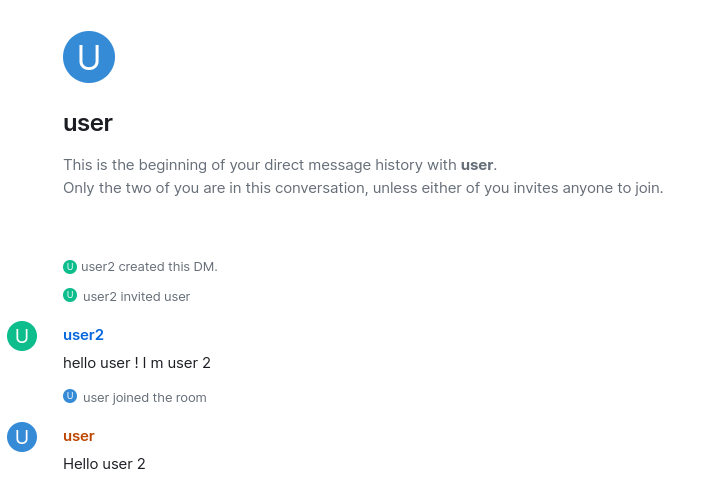 U
user
This is the beginning of your direct message history with user.
Only the two of you are in this conversation, unless either of you invites anyone to join.
U user2 created this DM.
U user2 invited user
U user2
hello user ! I m user 2
U user joined the room
U user
Hello user 2